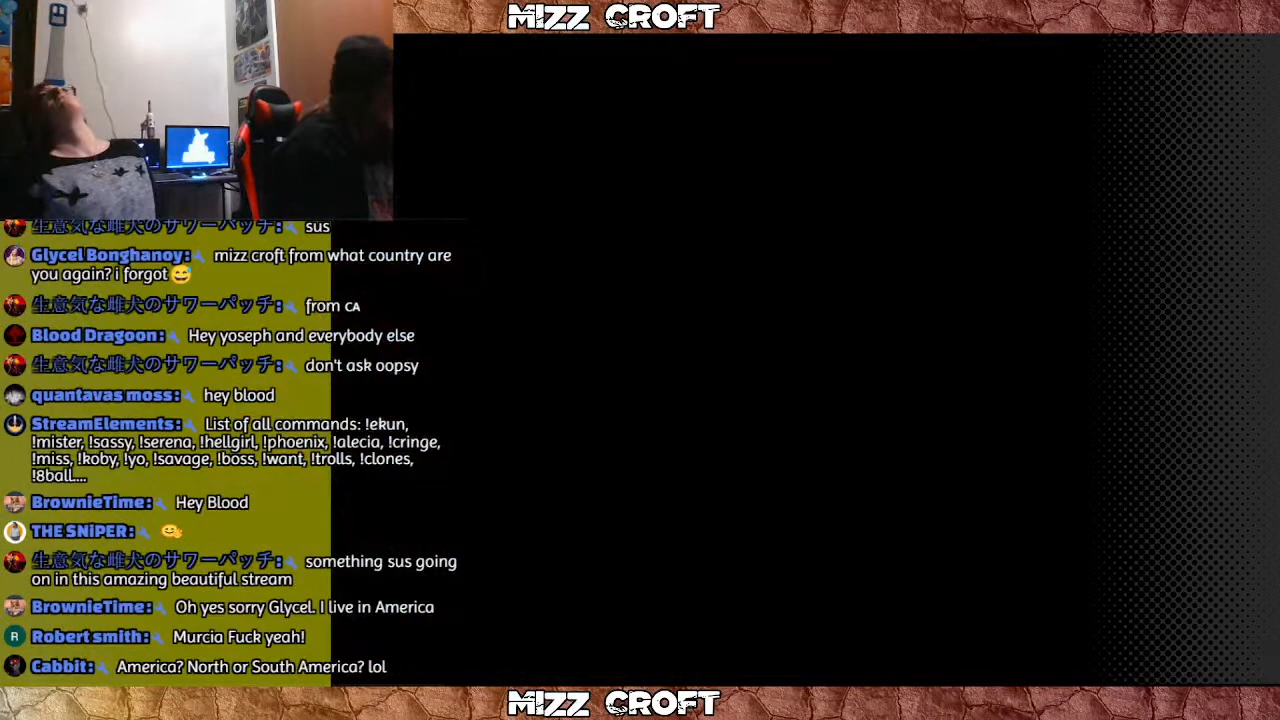 MIZZ CROFT
生意気な雌犬のサワーパッチ: sus
Glycel Bonghanoy: mizz croft from what country are
you again? i forgot😅
生意気な雌犬のサワーパッチ: from CA
Blood Dragoon: Hey yoseph and everybody else
生意気な雌犬のサワーパッチ: don't ask oopsy
quantavas moss: hey blood
StreamElements: List of all commands: !ekun,
!mister, !sassy, !serena, !hellgirl, !phoenix, !alecia, !cringe,
!miss, !koby, !yo, !savage, !boss, !want, !trolls, !clones,
!8ball....
BrownieTime: Hey Blood
THE SNiPER:
生意気な雌犬のサワーパッチ: something sus going
on in this amazing beautiful stream
BrownieTime: Oh yes sorry Glycel. I live in America
R Robert smith: Murcia Fuck yeah!
Cabbit: America? North or South America? lol
MIZZ CROFT